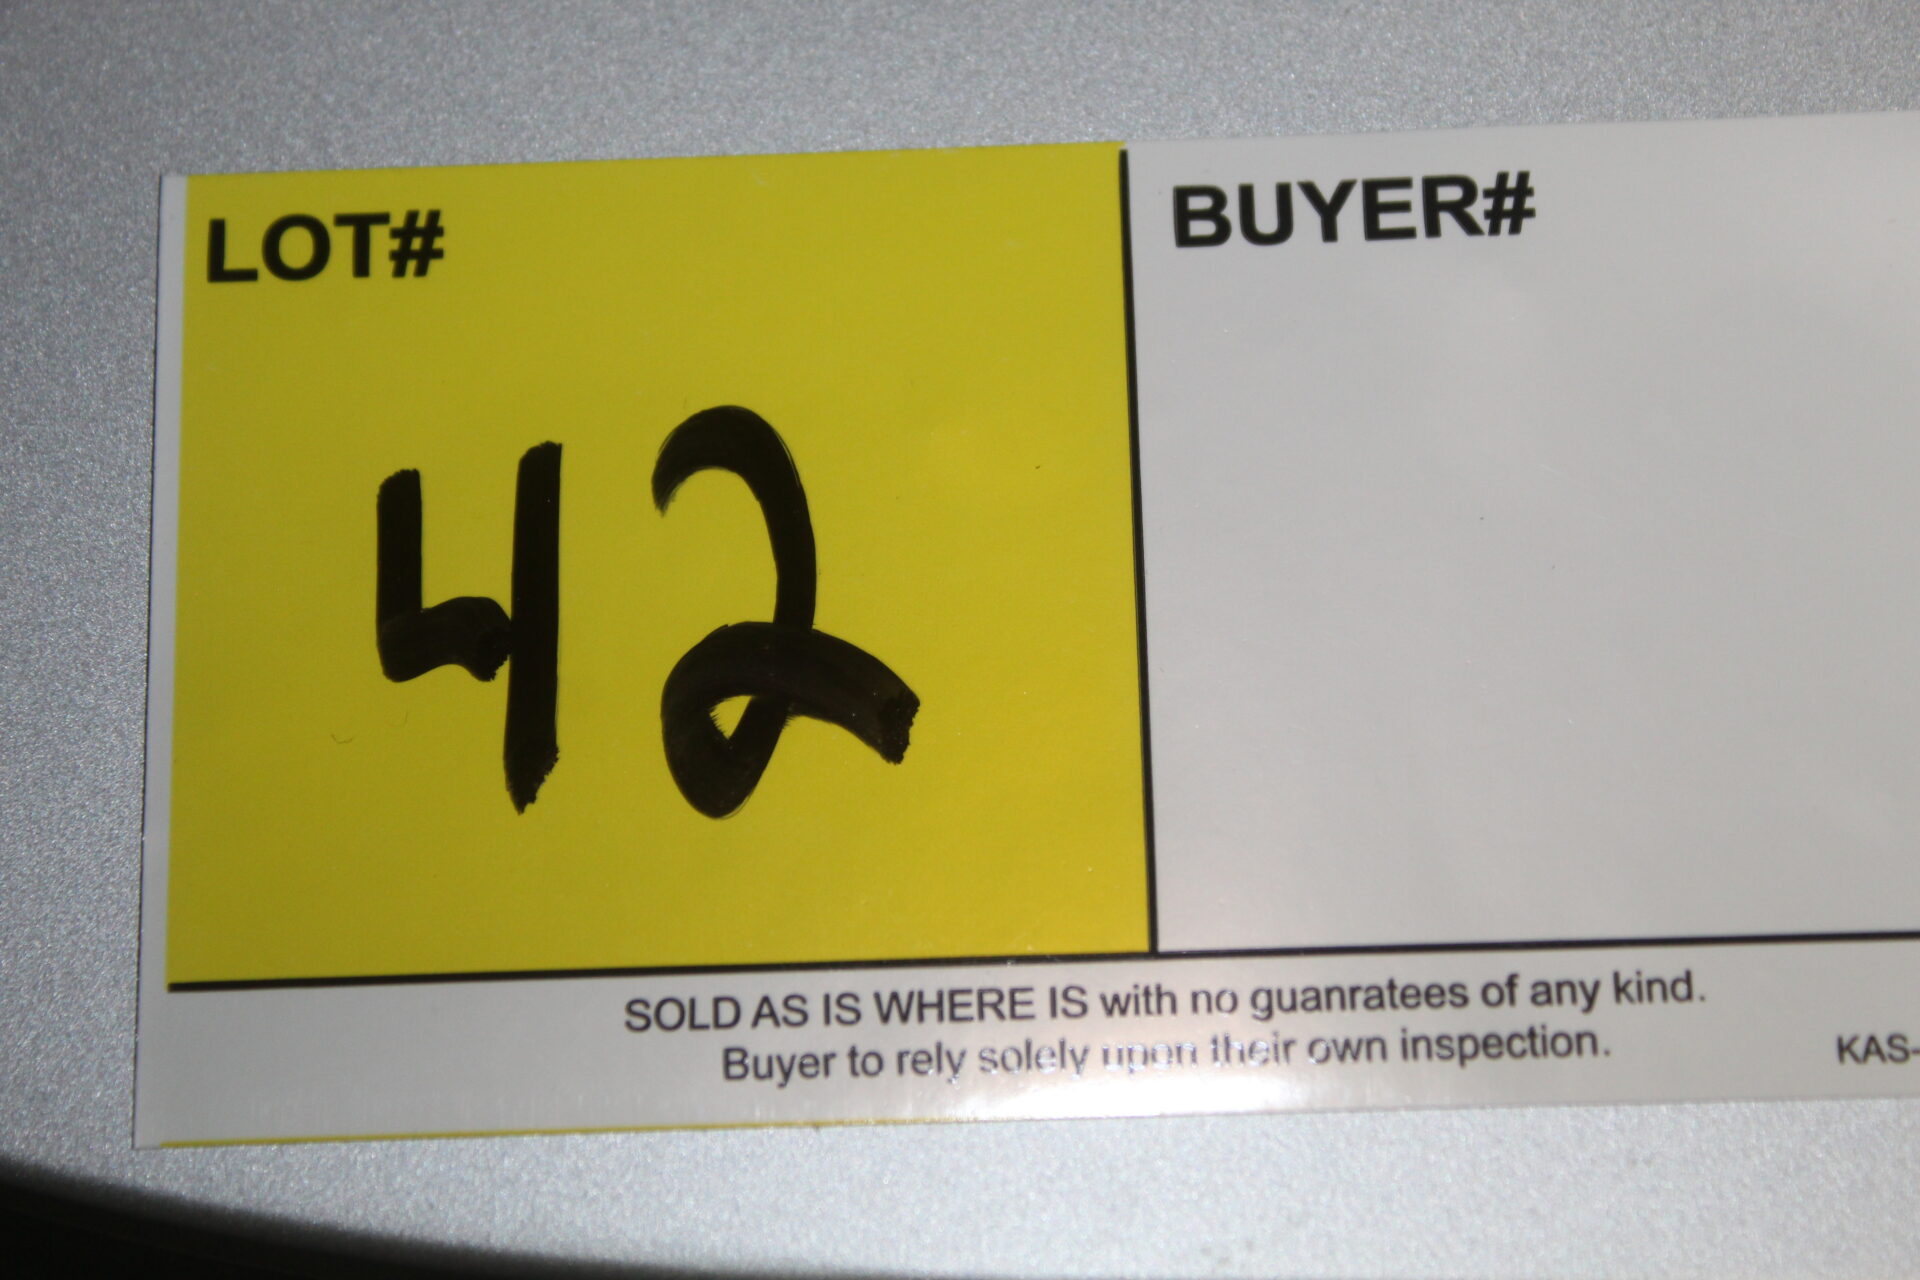 LOT#
BUYER#
42
SOLD AS IS WHERE IS with no guanratees of any kind.
Buyer to rely solely upon their own inspection.
KAS-